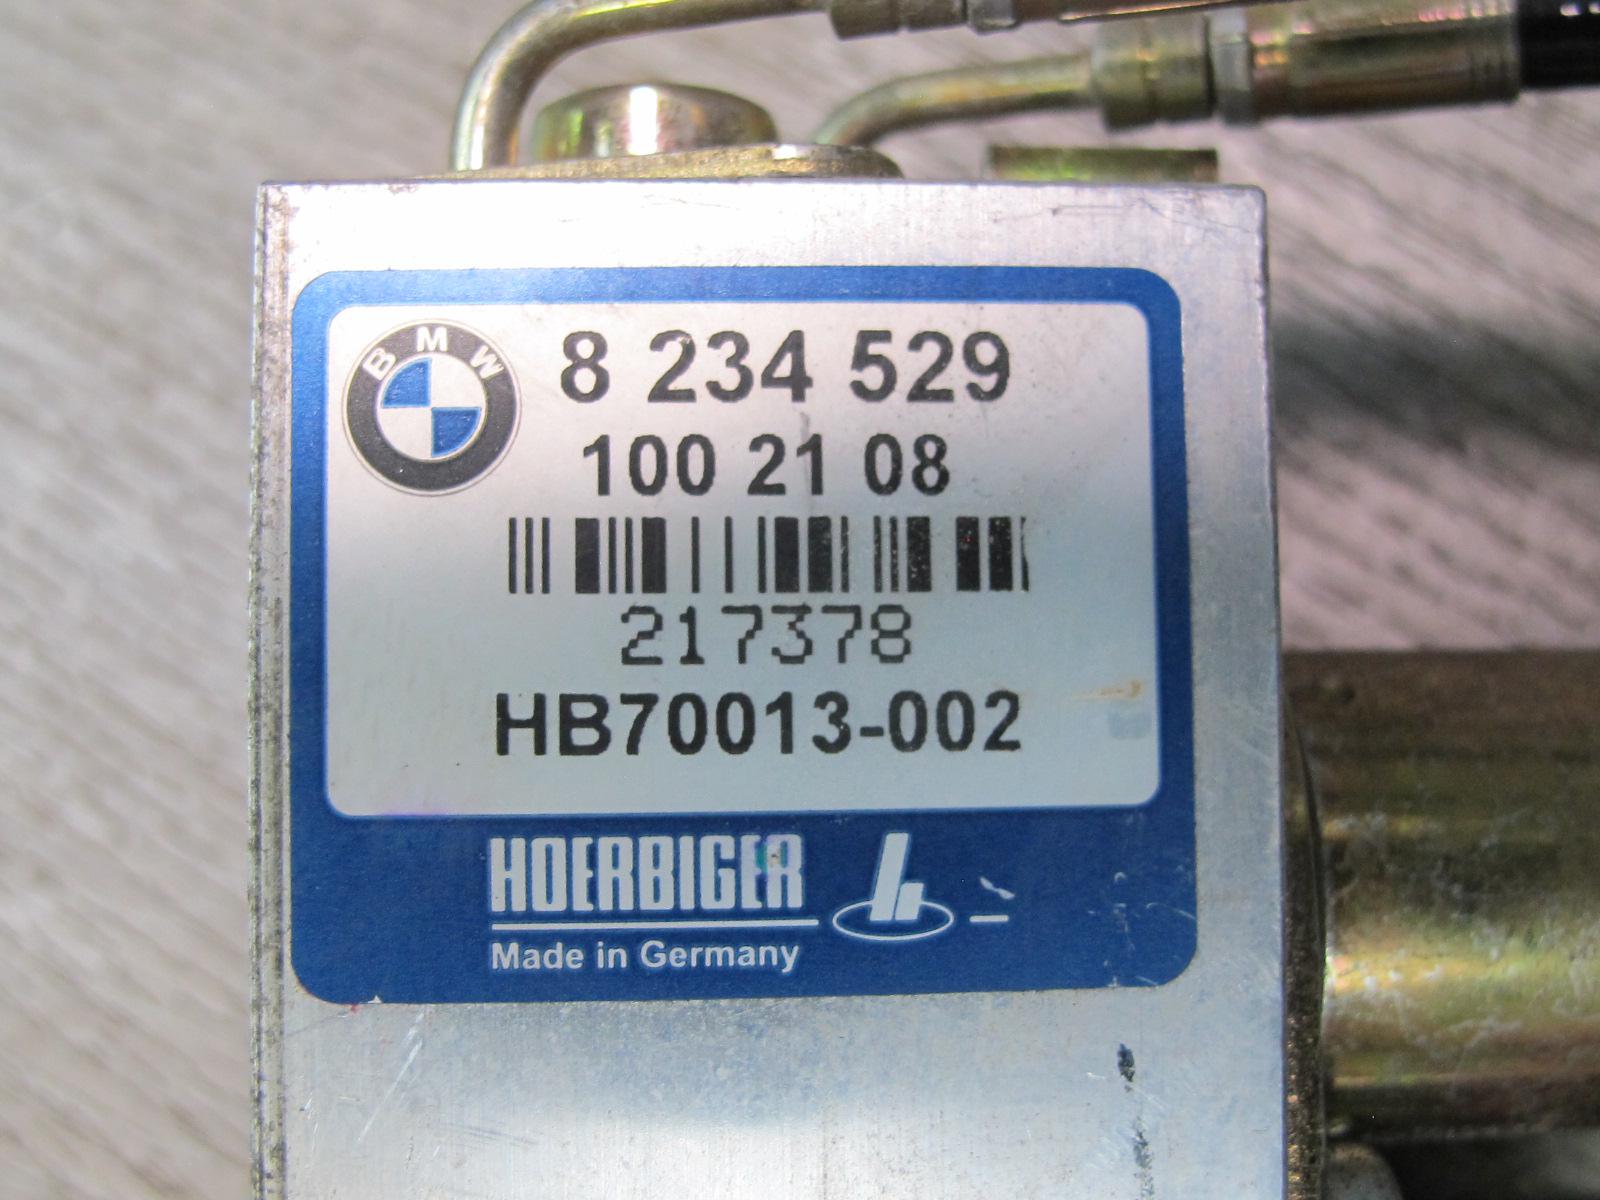 BMW
8 234 529
100 21 08
217378
HB70013-002
HOERBIGER
Made in Germany